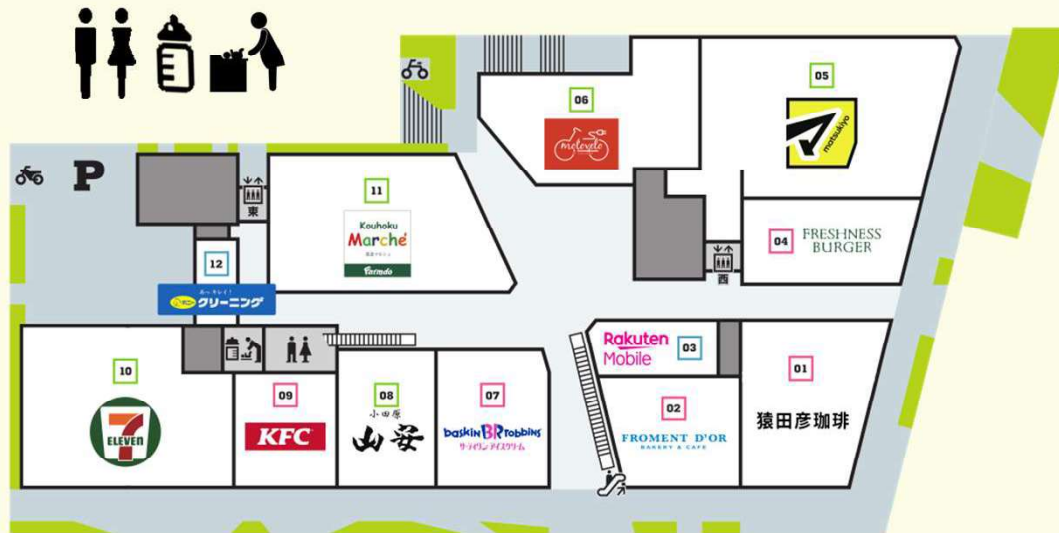 06
motovelo
05
matsukiyo
P
東
11
Kouhoku
Marché
Farmdo
04
FRESHNESS
BURGER
西
12
クリーニング
Rakuten
Mobile
03
01
猿田彦珈琲
02
FROMENT D'OR
BAKERY & CAFE
10
7
ELEVEN
09
KFC
08
小田原
山安
07
baskin BR robbins
サーティワン アイスクリーム